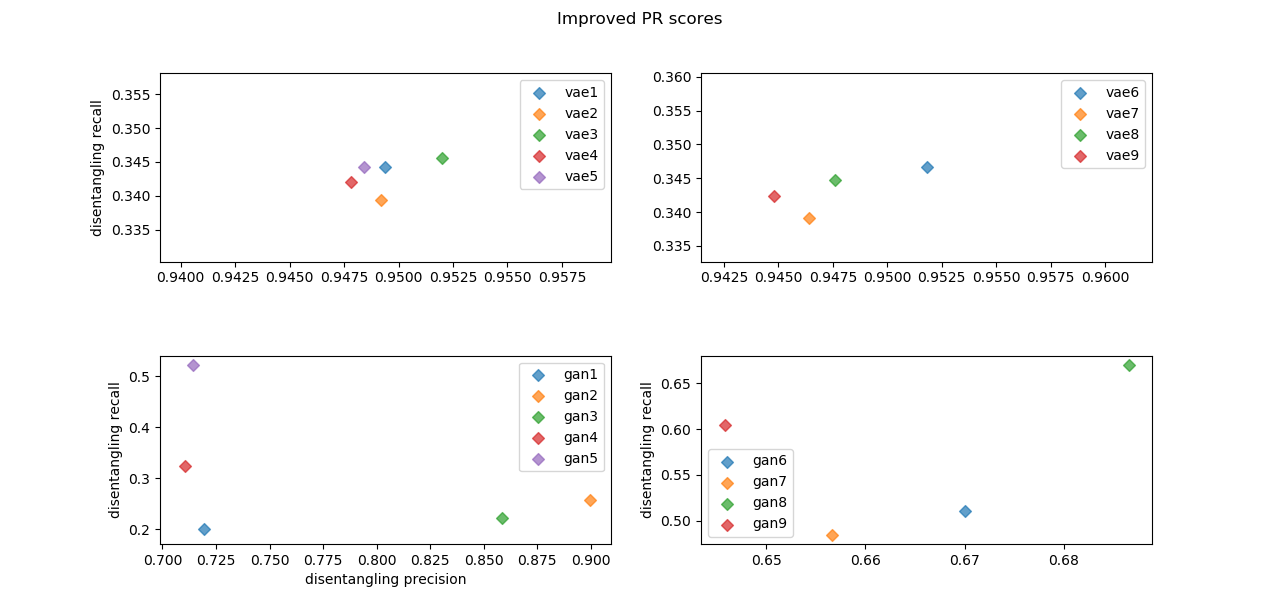 Improved PR scores
disentangling recall
0.355
0.350
0.345
0.340
0.335
0.9400 0.9425 0.9450 0.9475 0.9500 0.9525 0.9550 0.9575
vae1
vae2
vae3
vae4
vae5
0.360
0.355
0.350
0.345
0.340
0.335
0.9425 0.9450 0.9475 0.9500 0.9525 0.9550 0.9575 0.9600
vae6
vae7
vae8
vae9
disentangling recall
0.5
0.4
0.3
0.2
0.700 0.725 0.750 0.775 0.800 0.825 0.850 0.875 0.900
disentangling precision
gan1
gan2
gan3
gan4
gan5
disentangling recall
0.65
0.60
0.55
0.50
0.65 0.66 0.67 0.68
gan6
gan7
gan8
gan9